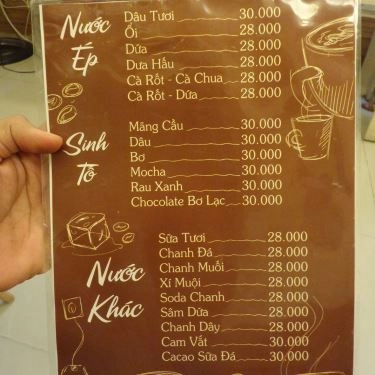 Nước Ép
Dâu Tươi 30.000
Ổi 28.000
Dứa 28.000
Dưa Hấu 28.000
Cà Rốt - Cà Chua 28.000
Cà Rốt - Dứa 28.000
Sinh Tố
Mãng Cầu 30.000
Dâu 30.000
Bơ 30.000
Mocha 30.000
Rau Xanh 30.000
Chocolate Bơ Lạc 30.000
Nước Khác
Sữa Tươi 28.000
Chanh Đá 28.000
Chanh Muối 28.000
Xí Muội 28.000
Soda Chanh 28.000
Sâm Dứa 28.000
Chanh Dây 28.000
Cam Vắt 30.000
Cacao Sữa Đá 30.000